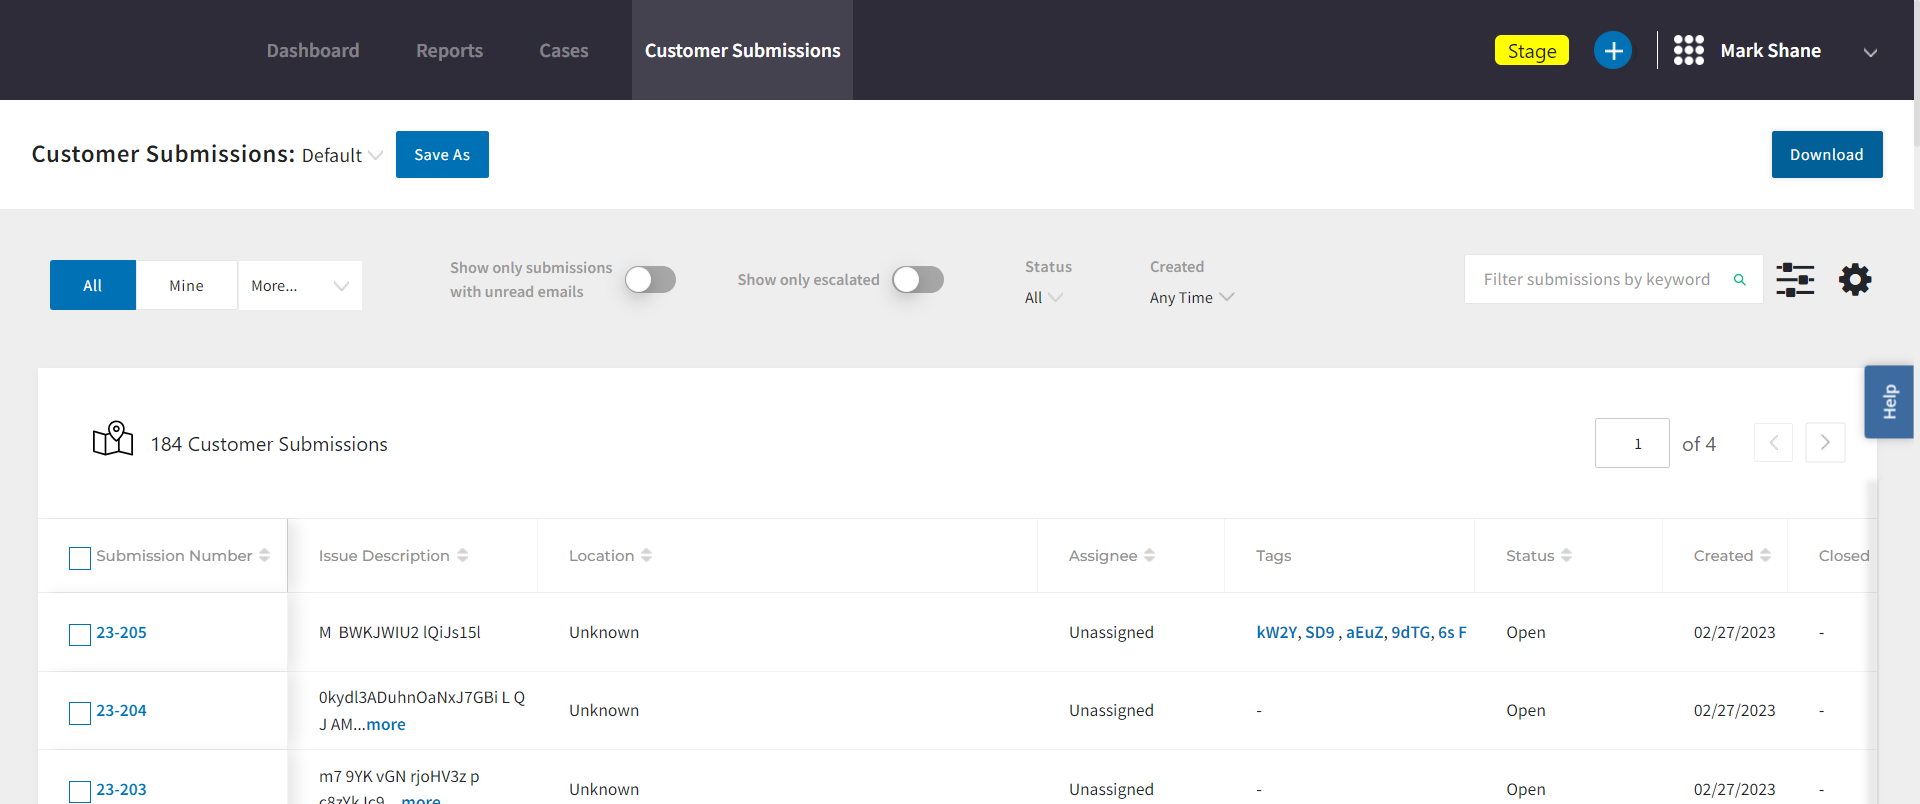 Dashboard Reports Cases Customer Submissions Stage Mark Shane
Customer Submissions: Default Save As Download
All Mine More... Show only submissions with unread emails Show only escalated Status All Created Any Time Filter submissions by keyword
Help
184 Customer Submissions 1 of 4
Submission Number Issue Description Location Assignee Tags Status Created Closed
23-205 M BWKJWIU2 lQiJs15l Unknown Unassigned kW2Y, SD9 , aEuZ, 9dTG, 6s F Open 02/27/2023 -
23-204 0kydl3ADuhnOaNxJ7GBi L Q J AM...more Unknown Unassigned - Open 02/27/2023 -
23-203 m7 9YK vGN rjoHV3z p c8zYkJc9... more Unknown Unassigned - Open 02/27/2023 -